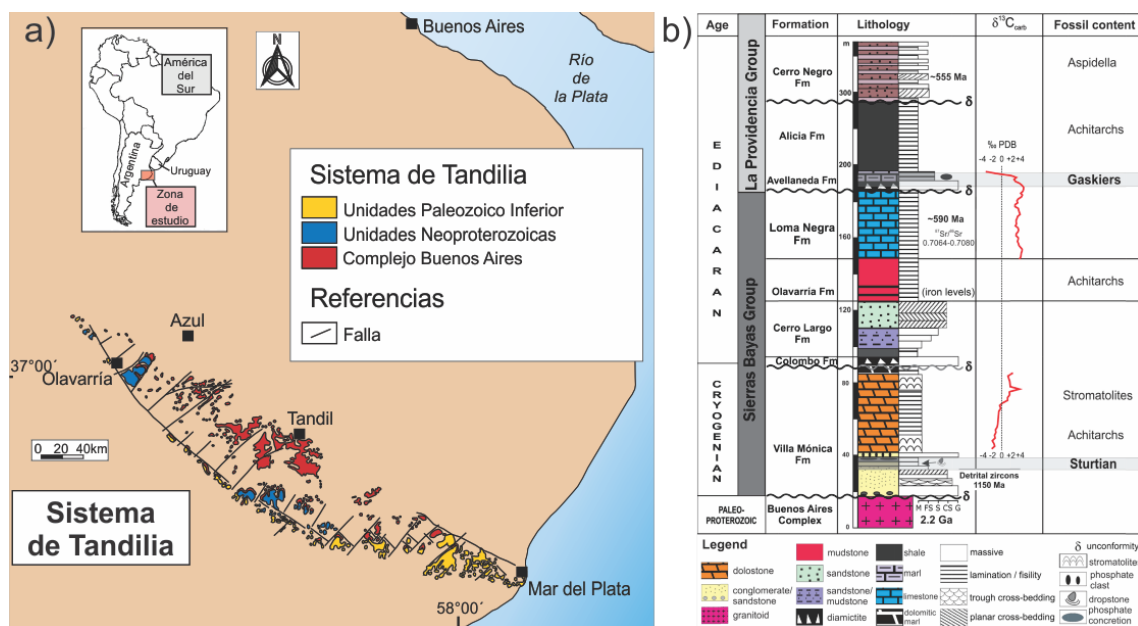 a)
Buenos Aires
N
Río
de
la Plata
América
del
Sur
Argentina
Uruguay
Zona
de
estudio
Sistema de Tandilia
Unidades Paleozoico Inferior
Unidades Neoproterozoicas
Complejo Buenos Aires
Referencias
Falla
Azul
37°00´
Olavarría
Tandil
0 20 40km
Sistema
de Tandilia
Mar del Plata
58°00´
b)
Age
Formation
Lithology
δ13Ccarb
Fossil content
m
La Providencia Group
Cerro Negro
Fm
~555 Ma
Aspidella
300
δ
EDIACARAN
Alicia Fm
Achitarchs
‰ PDB
-4 -2 0 +2+4
200
Avellaneda Fm
Gaskiers
δ
Sierras Bayas Group
Loma Negra
Fm
~590 Ma
87Sr/86Sr
0.7064-0.7080
160
Olavarría Fm
(iron levels)
Achitarchs
120
Cerro Largo
Fm
Colombo Fm
δ
CRYOGENIAN
80
Stromatolites
Villa Mónica
Fm
Achitarchs
40
-4 -2 0 +2+4
Sturtian
Detrital zircons
1150 Ma
δ
PALEO-
PROTEROZOIC
Buenos Aires
Complex
M FS S CS G
2.2 Ga
0
Legend
dolostone
conglomerate/
sandstone
granitoid
mudstone
sandstone
sandstone/
mudstone
diamictite
shale
marl
limestone
dolomitic
marl
massive
lamination / fisility
trough cross-bedding
planar cross-bedding
δ unconformity
stromatolite
phosphate
clast
dropstone
phosphate
concretion